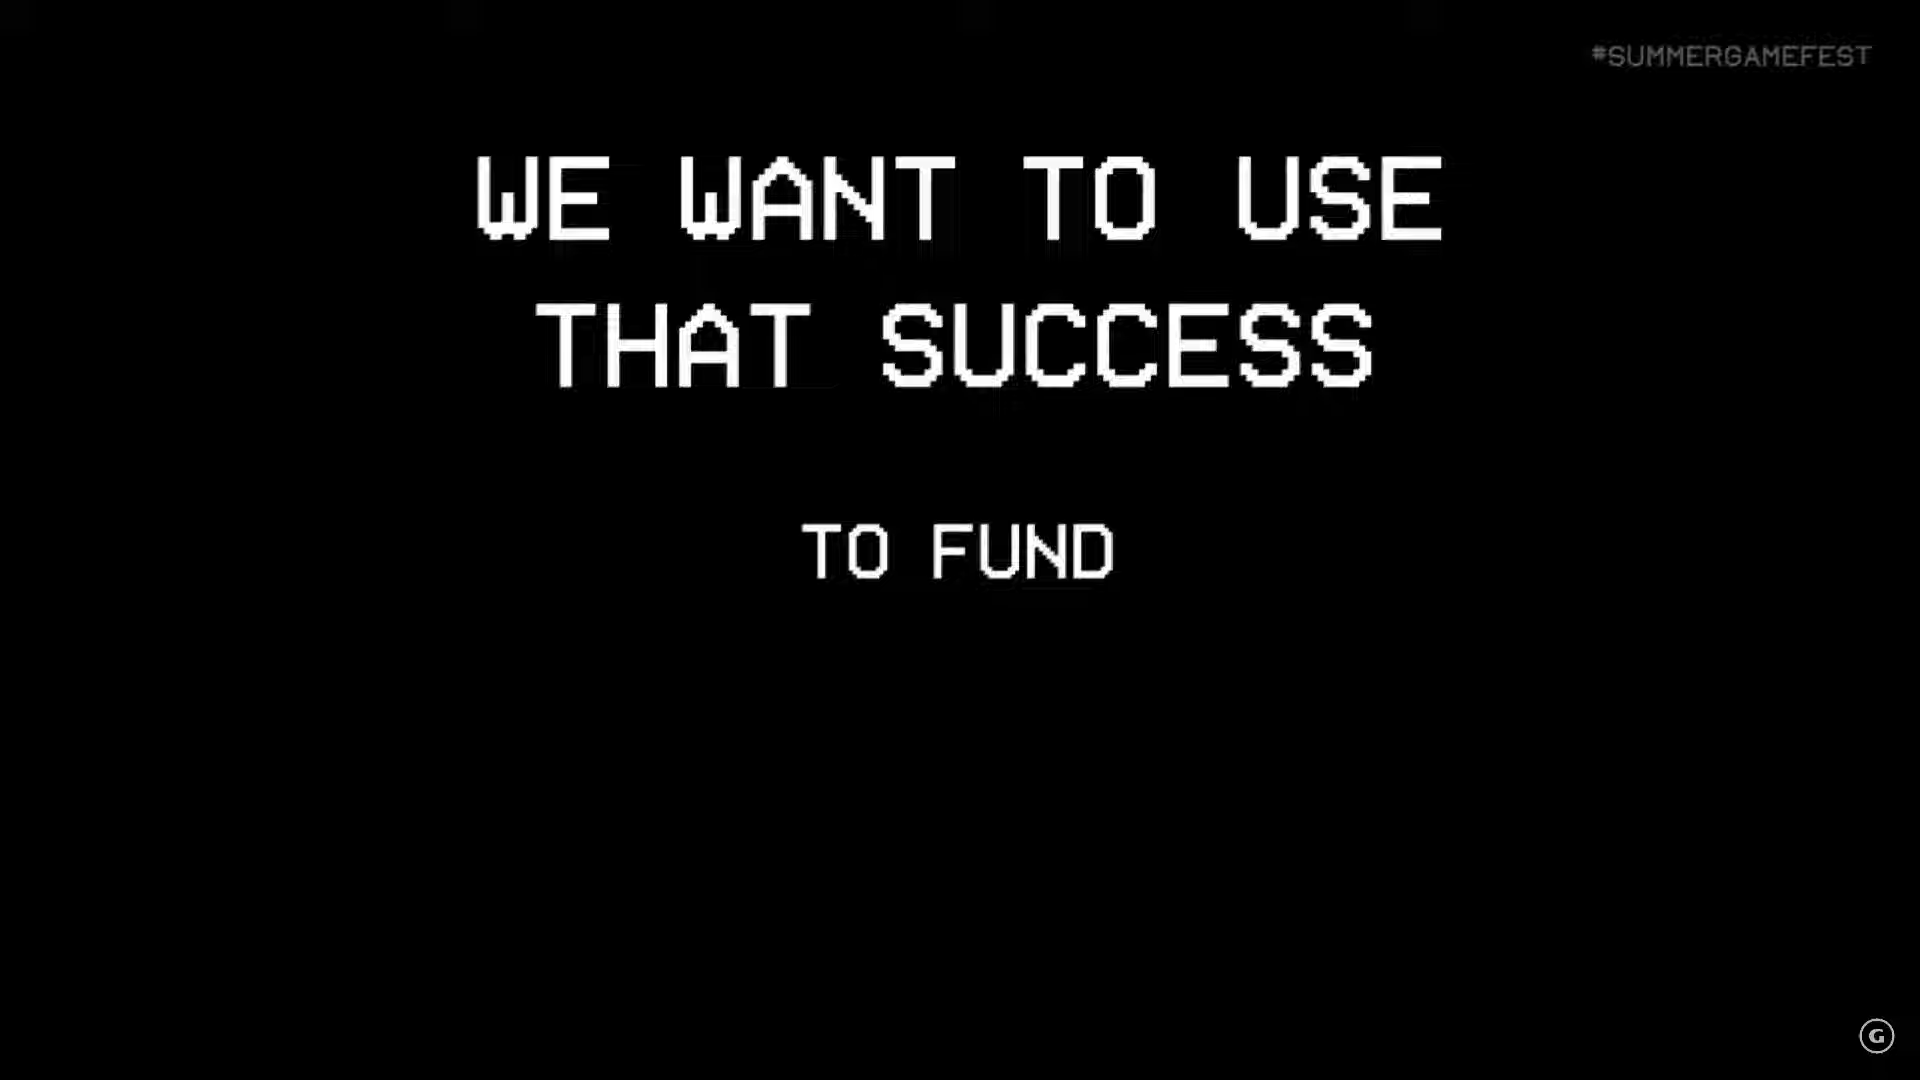 #SUMMERGAMEFEST
WE WANT TO USE
THAT SUCCESS
TO FUND
G